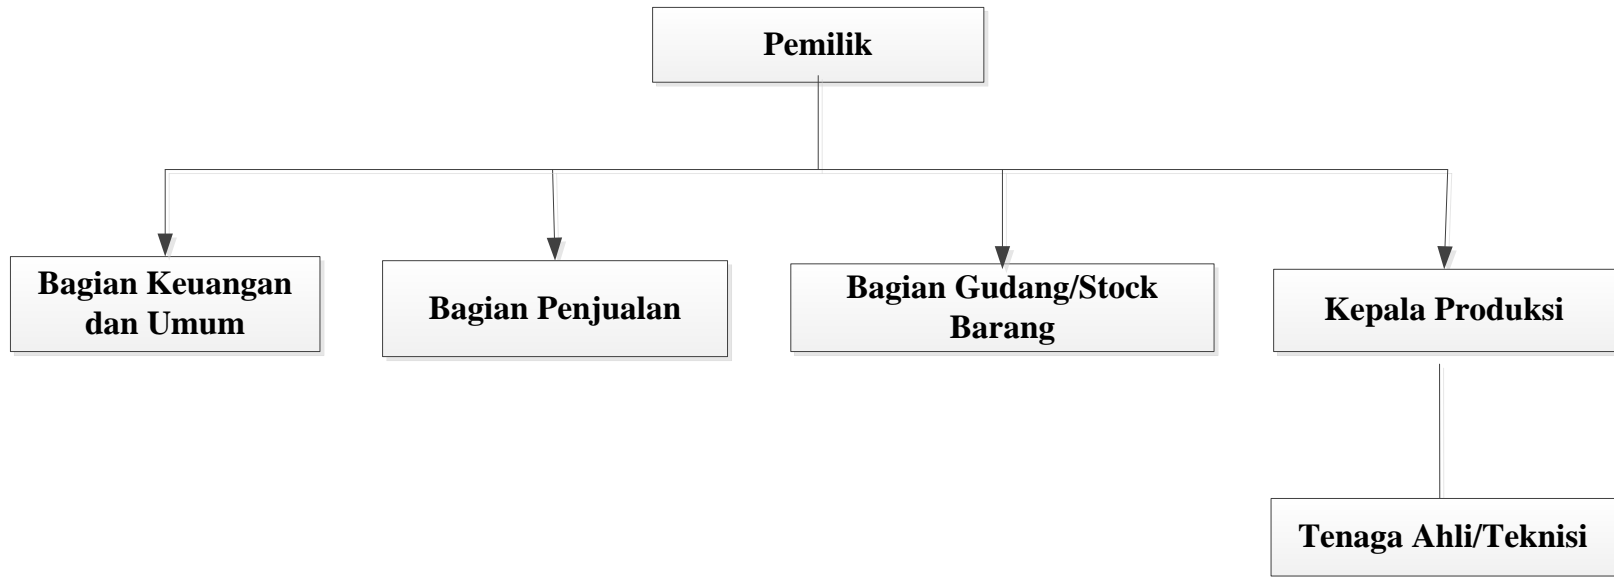 Pemilik
Bagian Keuangan
dan Umum
Bagian Penjualan
Bagian Gudang/Stock
Barang
Kepala Produksi
Tenaga Ahli/Teknisi